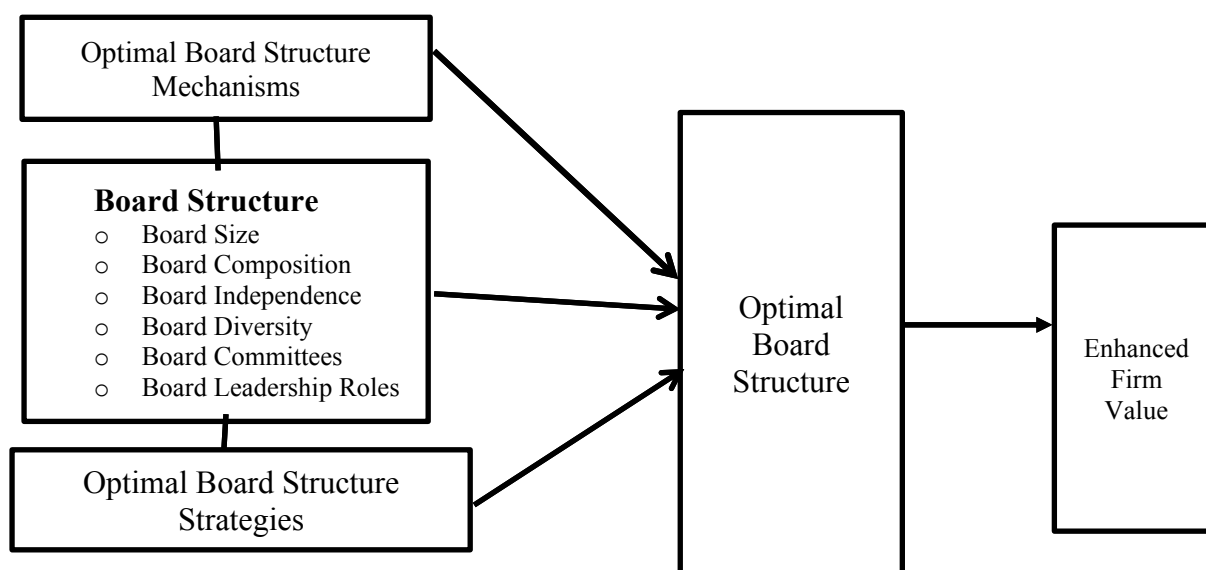 Optimal Board Structure
Mechanisms
Board Structure
o Board Size
o Board Composition
o Board Independence
o Board Diversity
o Board Committees
o Board Leadership Roles
Optimal Board Structure
Strategies
Optimal
Board
Structure
Enhanced
Firm
Value